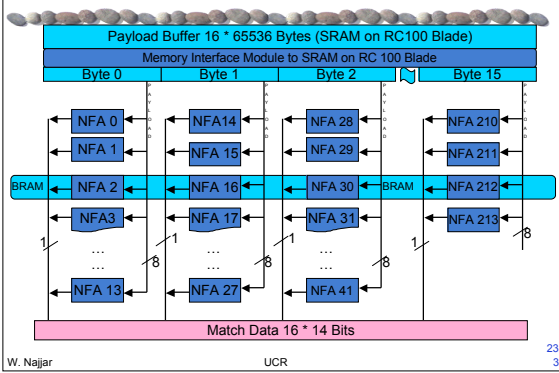 Payload Buffer 16 * 65536 Bytes (SRAM on RC100 Blade)
Memory Interface Module to SRAM on RC 100 Blade
Byte 0 Byte 1 Byte 2 Byte 15
PAYLOAD PAYLOAD PAYLOAD PAYLOAD
NFA 0 NFA14 NFA 28 NFA 210
NFA 1 NFA 15 NFA 29 NFA 211
BRAM NFA 2 NFA 16 NFA 30 BRAM NFA 212
NFA3 NFA 17 NFA 31 NFA 213
1 1 1 1 8
... ... ...
... 8 ... 8 ... 8
NFA 13 NFA 27 NFA 41
Match Data 16 * 14 Bits
23
W. Najjar UCR 3